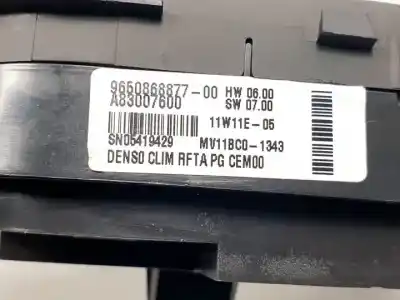 9650868877-00 HW 06.00
A83007600 SW 07.00
11W11E-05
SN05419429 MV11BC0-1343
DENSO CLIM RFTA PG CEM00